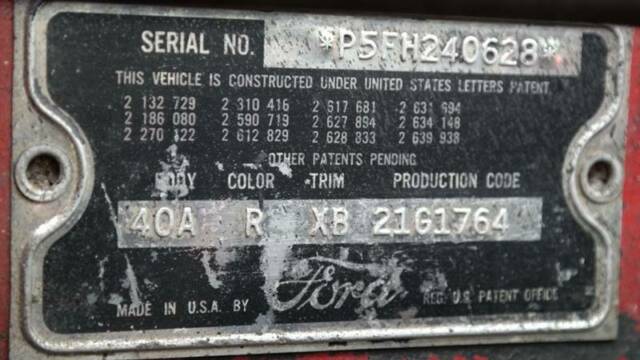 SERIAL NO. *P5FH240628*
THIS VEHICLE IS CONSTRUCTED UNDER UNITED STATES LETTERS PATENT
2 132 729 2 310 416 2 617 681 2 631 694
2 186 080 2 590 719 2 627 894 2 634 148
2 270 122 2 612 829 2 628 833 2 639 938
OTHER PATENTS PENDING
BODY COLOR TRIM PRODUCTION CODE
40A R XB 21G1764
MADE IN U.S.A. BY Ford REG. U.S. PATENT OFFICE